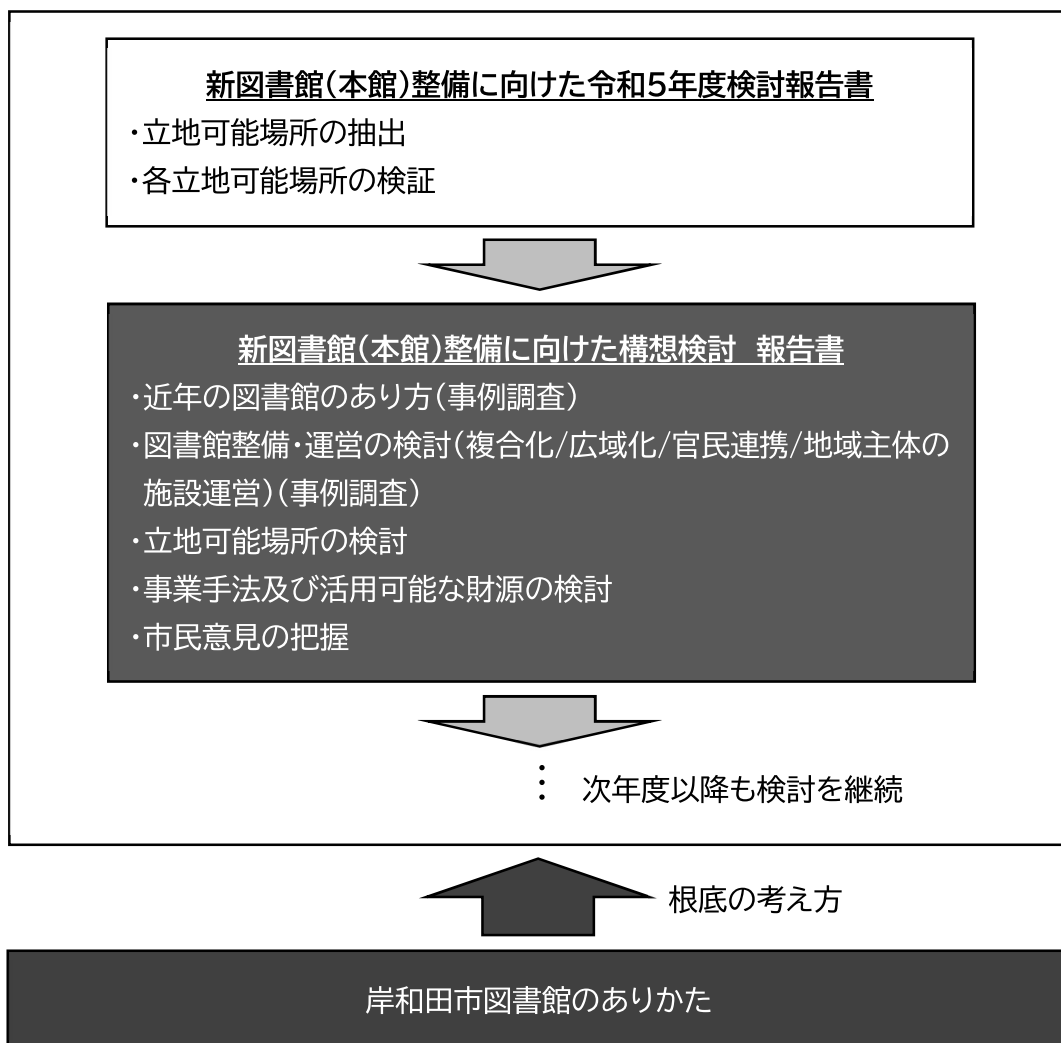 新図書館(本館)整備に向けた令和5年度検討報告書
・立地可能場所の抽出
・各立地可能場所の検証
新図書館(本館)整備に向けた構想検討　報告書
・近年の図書館のあり方(事例調査)
・図書館整備・運営の検討(複合化/広域化/官民連携/地域主体の
施設運営)(事例調査)
・立地可能場所の検討
・事業手法及び活用可能な財源の検討
・市民意見の把握
⋮　次年度以降も検討を継続
根底の考え方
岸和田市図書館のありかた